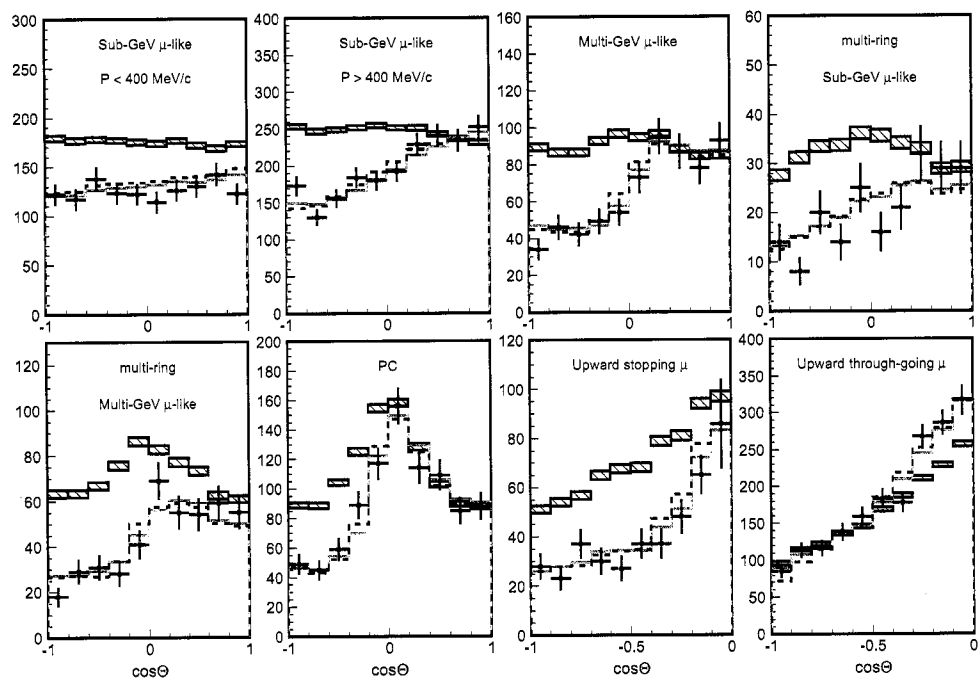 300
250
200
150
100
50
0
-1 0 1
Sub-GeV μ-like
P < 400 MeV/c
400
350
300
250
200
150
100
50
0
-1 0 1
Sub-GeV μ-like
P > 400 MeV/c
160
140
120
100
80
60
40
20
0
-1 0 1
Multi-GeV μ-like
60
50
40
30
20
10
0
-1 0 1
multi-ring
Sub-GeV μ-like
120
100
80
60
40
20
0
-1 0 1
cosΘ
multi-ring
Multi-GeV μ-like
200
180
160
140
120
100
80
60
40
20
0
-1 0 1
cosΘ
PC
120
100
80
60
40
20
0
-1 -0.5 0
cosΘ
Upward stopping μ
400
350
300
250
200
150
100
50
0
-1 -0.5 0
cosΘ
Upward through-going μ